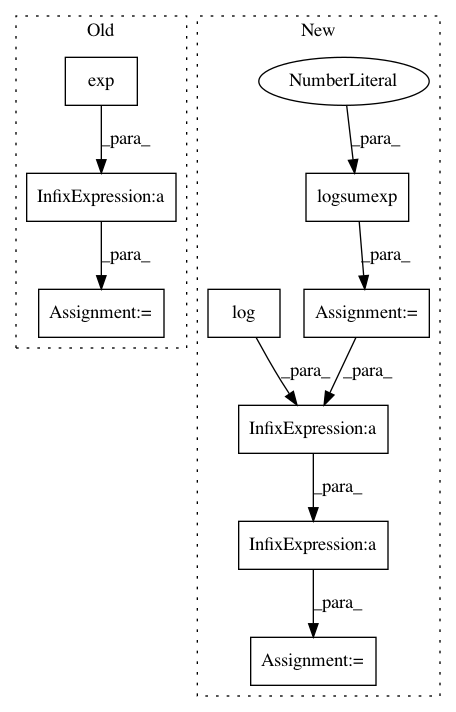 Old
New
exp
NumberLiteral
_para_
_para_
InfixExpression:a
logsumexp
_para_
_para_
Assignment:=
log
Assignment:=
_para_
_para_
InfixExpression:a
_para_
InfixExpression:a
_para_
Assignment:=